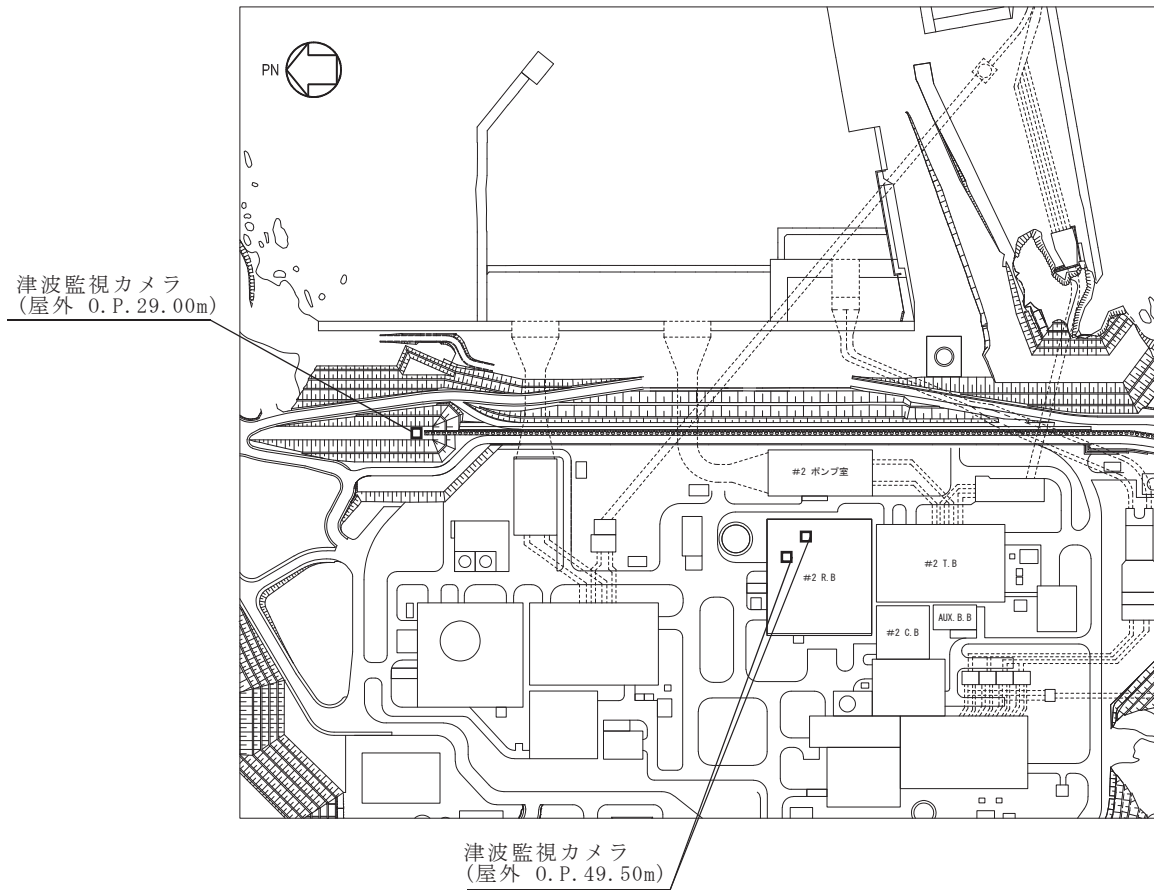 PN
津波監視カメラ
(屋外 O.P.29.00m)
#2 ポンプ室
#2 R.B
#2 T.B
#2 C.B
AUX.B.B
津波監視カメラ
(屋外 O.P.49.50m)